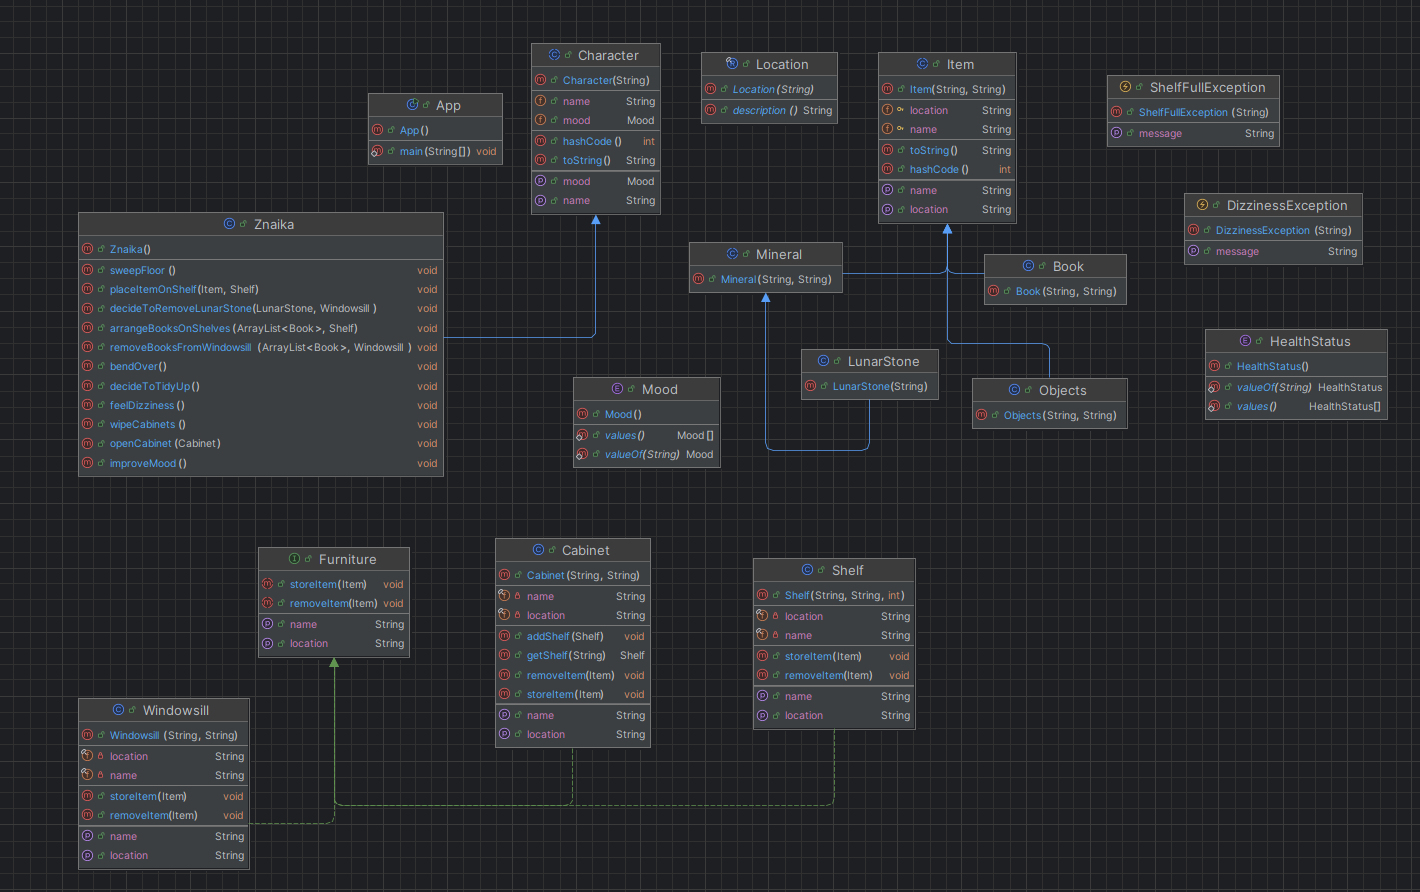 Character
Character(String)
name String
mood Mood
hashCode() int
toString() String
mood Mood
name String
Location
Location(String)
description() String
Item
Item(String, String)
location String
name String
toString() String
hashCode() int
name String
location String
ShelfFullException
ShelfFullException (String)
message String
App
App()
main(String[]) void
DizzinessException
DizzinessException (String)
message String
Znaika
Znaika()
sweepFloor () void
placeItemOnShelf(Item, Shelf) void
decideToRemoveLunarStone(LunarStone, Windowsill ) void
arrangeBooksOnShelves (ArrayList<Book>, Shelf) void
removeBooksFromWindowsill (ArrayList<Book>, Windowsill ) void
bendOver() void
decideToTidyUp() void
feelDizziness () void
wipeCabinets () void
openCabinet (Cabinet) void
improveMood () void
Mineral
Mineral(String, String)
Book
Book(String, String)
LunarStone
LunarStone(String)
HealthStatus
HealthStatus()
valueOf(String) HealthStatus
values() HealthStatus[]
Mood
Mood()
values() Mood[]
valueOf(String) Mood
Objects
Objects(String, String)
Furniture
storeItem(Item) void
removeItem(Item) void
name String
location String
Cabinet
Cabinet(String, String)
name String
location String
addShelf(Shelf) void
getShelf(String) Shelf
removeItem(Item) void
storeItem(Item) void
name String
location String
Shelf
Shelf(String, String, int)
location String
name String
storeItem(Item) void
removeItem(Item) void
name String
location String
Windowsill
Windowsill (String, String)
location String
name String
storeItem(Item) void
removeItem(Item) void
name String
location String